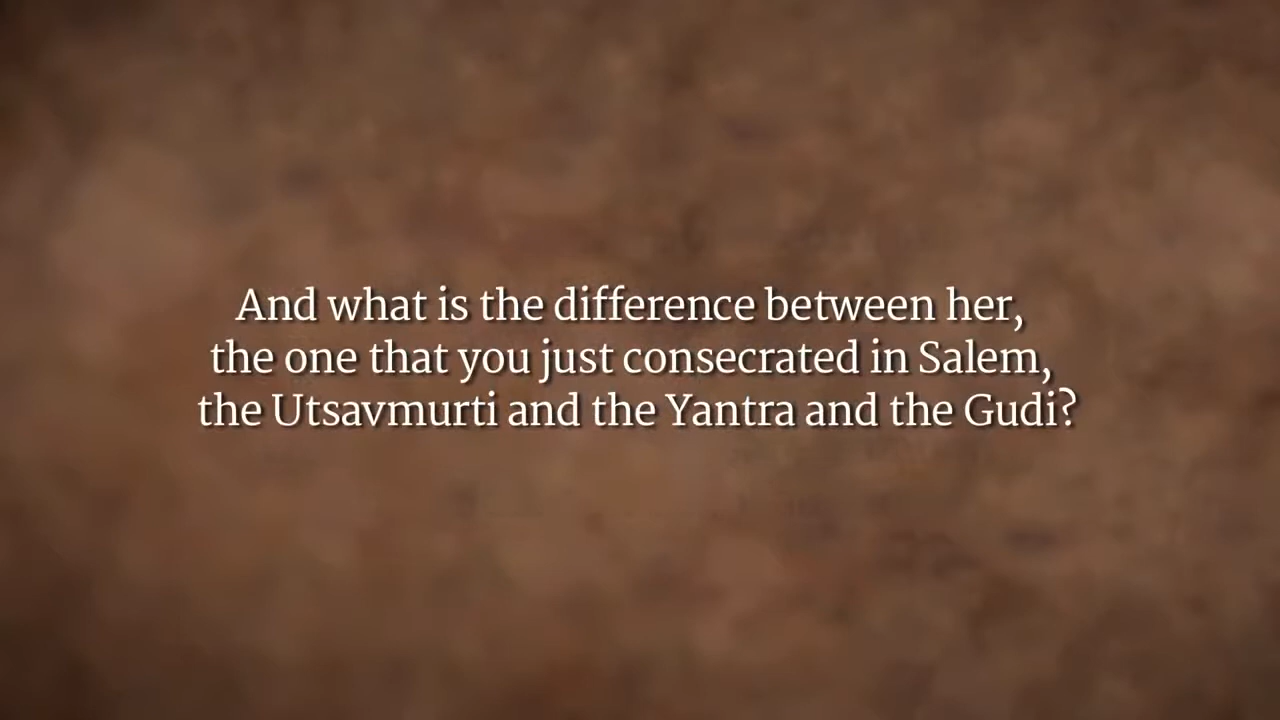 And what is the difference between her,
the one that you just consecrated in Salem,
the Utsavmurti and the Yantra and the Gudi?